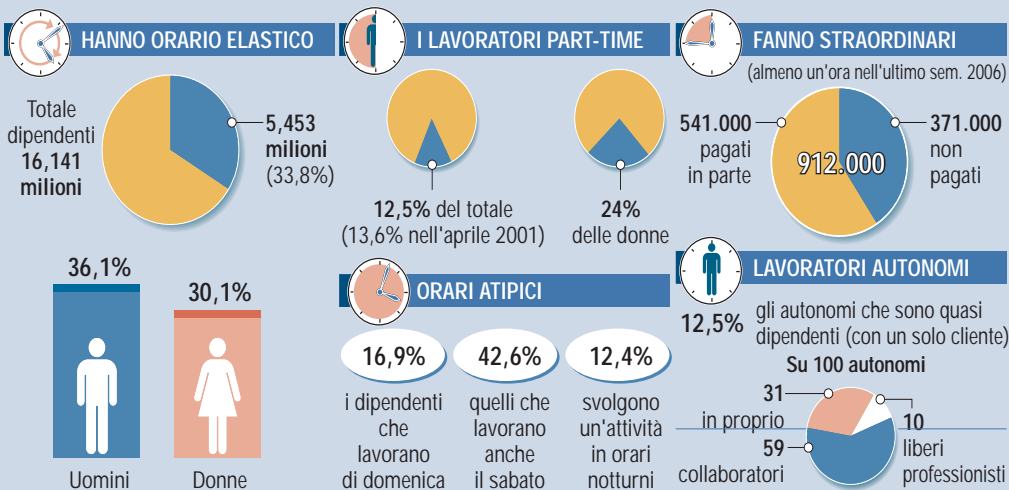 HANNO ORARIO ELASTICO
Totale
dipendenti
16,141
milioni
5,453
milioni
(33,8%)
36,1%
30,1%
Uomini
Donne
I LAVORATORI PART-TIME
12,5% del totale
(13,6% nell'aprile 2001)
24%
delle donne
ORARI ATIPICI
16,9%
i dipendenti
che
lavorano
di domenica
42,6%
quelli che
lavorano
anche
il sabato
12,4%
svolgono
un'attività
in orari
notturni
FANNO STRAORDINARI
(almeno un'ora nell'ultimo sem. 2006)
541.000
pagati
in parte
912.000
371.000
non
pagati
LAVORATORI AUTONOMI
12,5%
gli autonomi che sono quasi
dipendenti (con un solo cliente)
Su 100 autonomi
31
in proprio
59
collaboratori
10
liberi
professionisti